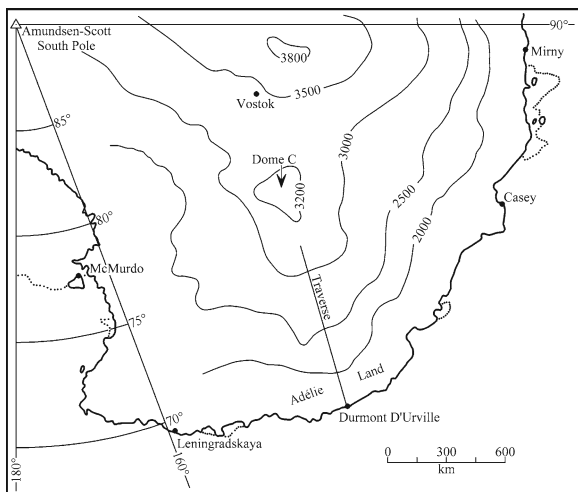 90°
Amundsen-Scott
South Pole
3800
Mirny
3500
Vostok
85°
3000
Dome C
3200
2500
Casey
80°
2000
McMurdo
Traverse
75°
Adélie Land
Durmont D'Urville
70°
Leningradskaya
160°
-180°
0 300 600
km